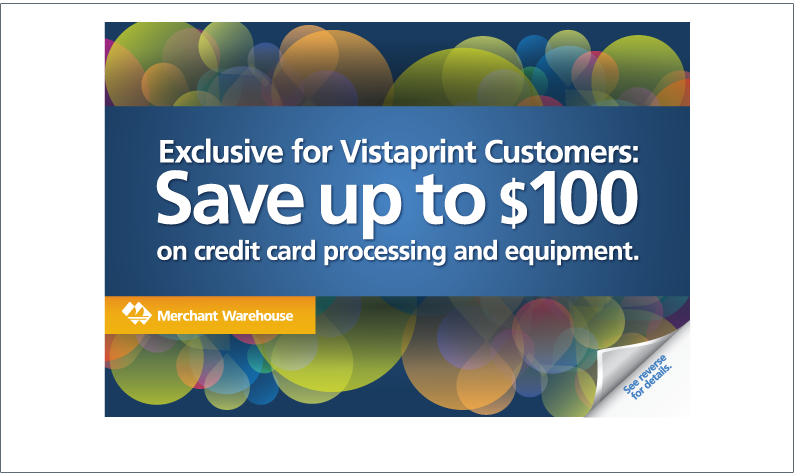 Exclusive for Vistaprint Customers:
Save up to $100
on credit card processing and equipment.
Merchant Warehouse
See reverse
for details.